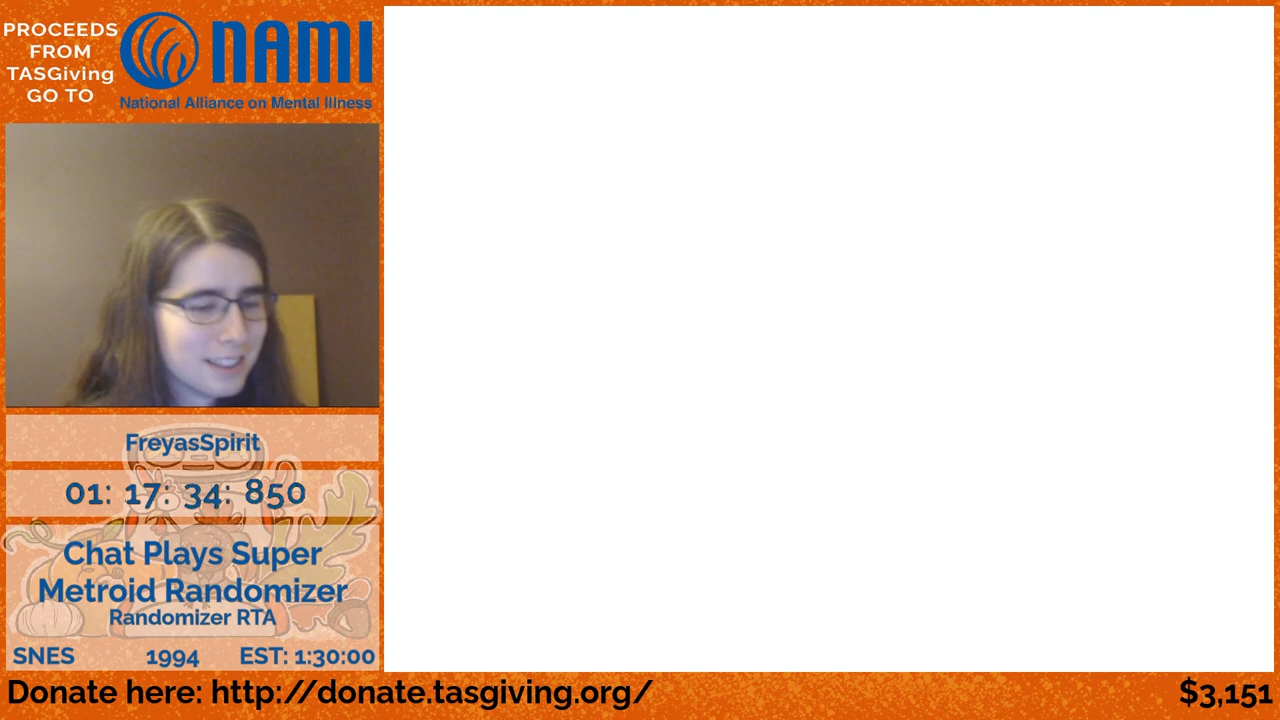 PROCEEDS
FROM
TASGiving
GO TO
NAMI
National Alliance on Mental Illness
FreyasSpirit
01: 17: 34: 850
Chat Plays Super
Metroid Randomizer
Randomizer RTA
SNES 1994 EST: 1:30:00
Donate here: http://donate.tasgiving.org/ $3,151